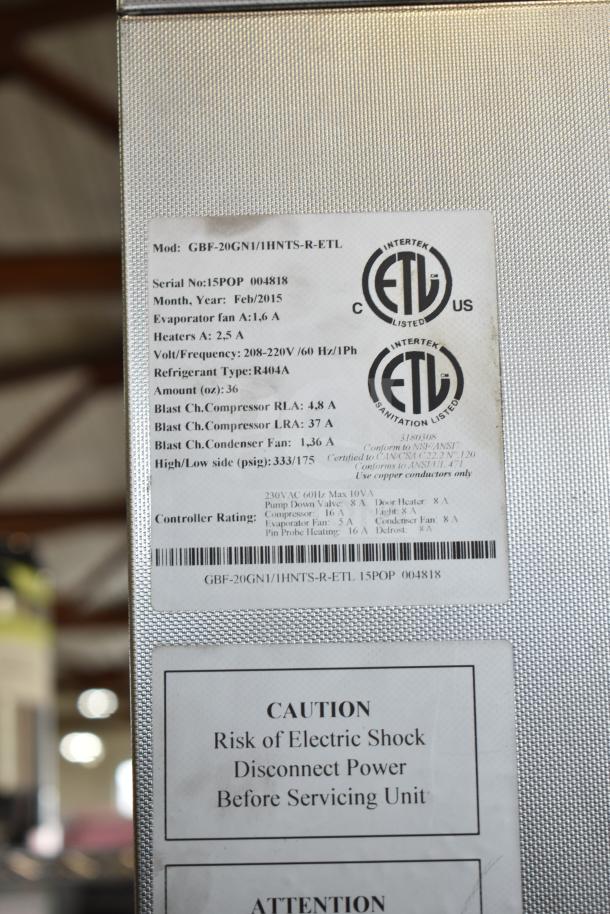 Mod: GBF-20GN1/1HNTS-R-ETL
Serial No:15POP 004818
Month, Year: Feb/2015
Evaporator fan A:1,6 A
Heaters A: 2,5 A
Volt/Frequency: 208-220V /60 Hz/1Ph
Refrigerant Type:R404A
Amount (oz): 36
Blast Ch.Compressor RLA: 4,8 A
Blast Ch.Compressor LRA: 37 A
Blast Ch.Condenser Fan: 1,36 A
High/Low side (psig): 333/175
INTERTEK
ETL CM
C US
LISTED
INTERTEK
ETL CM
SANITATION LISTED
3180308
Conform to NSF/ANSI7
Certified to CAN/CSA C22.2 Nº 120
Conforms to ANSI/UL 471
Use copper conductors only
Controller Rating:
230VAC 60Hz Max 10VA
Pump Down Valve: 8 A Door Heater: 8 A
Compressor: 16 A Light: 8 A
Evaporator Fan: 5 A Condenser Fan: 8 A
Pin Probe Heating: 16 A Defrost: 8 A
GBF-20GN1/1HNTS-R-ETL 15POP 004818
CAUTION
Risk of Electric Shock
Disconnect Power
Before Servicing Unit
ATTENTION